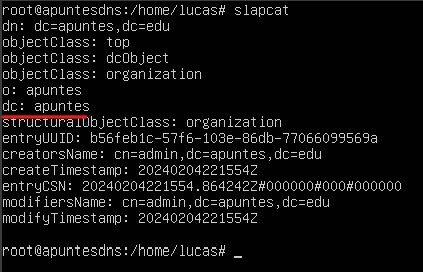 root@apuntesdns:/home/lucas# slapcat
dn: dc=apuntes,dc=edu
objectClass: top
objectClass: dcObject
objectClass: organization
o: apuntes
dc: apuntes
structuralObjectClass: organization
entryUUID: b56feb1c-57f6-103e-86db-77066099569a
creatorsName: cn=admin,dc=apuntes,dc=edu
createTimestamp: 20240204221554Z
entryCSN: 20240204221554.864242Z#000000#000#000000
modifiersName: cn=admin,dc=apuntes,dc=edu
modifyTimestamp: 20240204221554Z
root@apuntesdns:/home/lucas# _